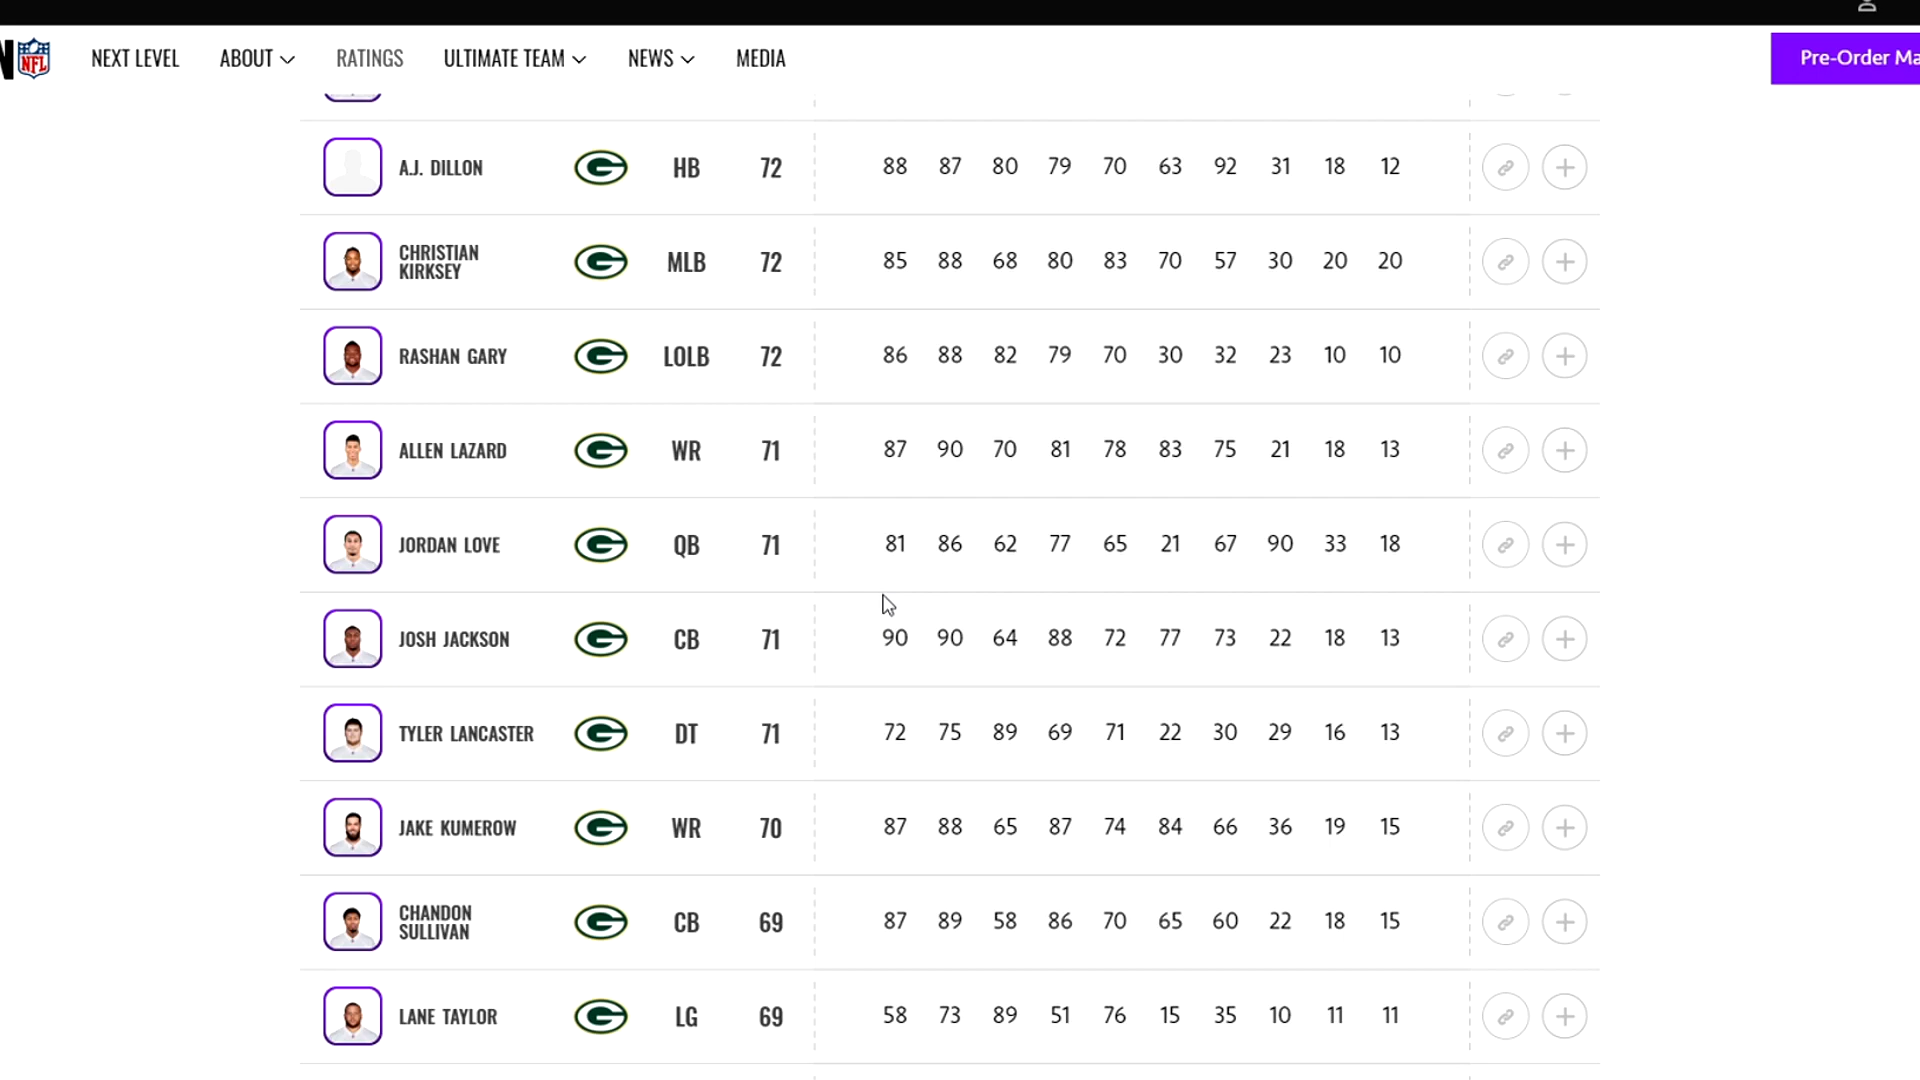 NFL NEXT LEVEL ABOUT RATINGS ULTIMATE TEAM NEWS MEDIA Pre-Order Ma
A.J. DILLON HB 72 88 87 80 79 70 63 92 31 18 12
CHRISTIAN
KIRKSEY MLB 72 85 88 68 80 83 70 57 30 20 20
RASHAN GARY LOLB 72 86 88 82 79 70 30 32 23 10 10
ALLEN LAZARD WR 71 87 90 70 81 78 83 75 21 18 13
JORDAN LOVE QB 71 81 86 62 77 65 21 67 90 33 18
JOSH JACKSON CB 71 90 90 64 88 72 77 73 22 18 13
TYLER LANCASTER DT 71 72 75 89 69 71 22 30 29 16 13
JAKE KUMEROW WR 70 87 88 65 87 74 84 66 36 19 15
CHANDON
SULLIVAN CB 69 87 89 58 86 70 65 60 22 18 15
LANE TAYLOR LG 69 58 73 89 51 76 15 35 10 11 11